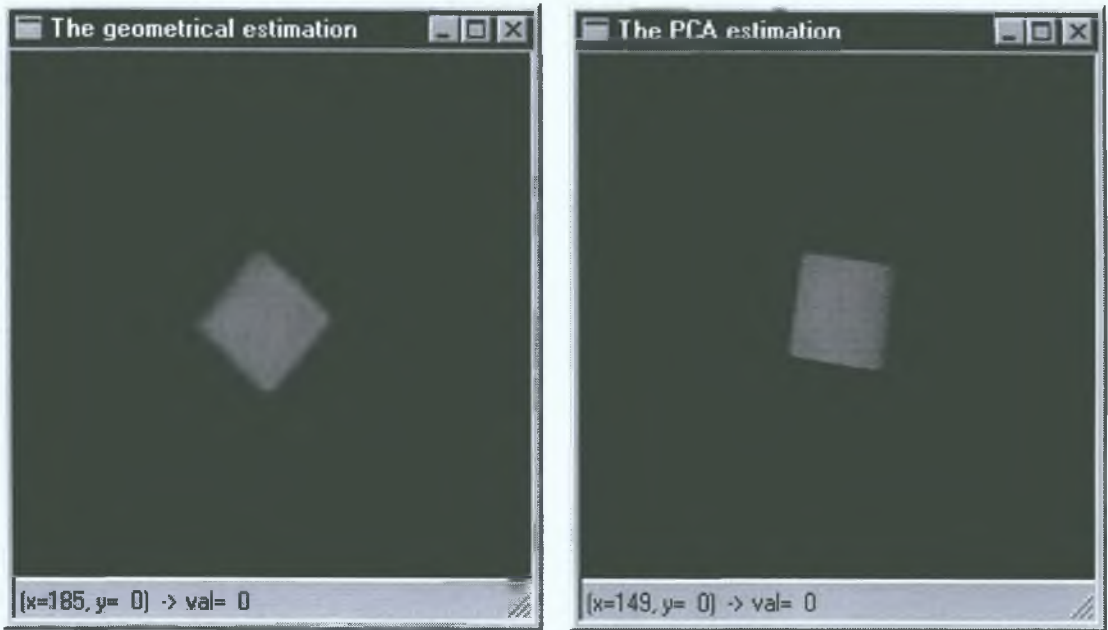 The geometrical estimation
(x=185, y= 0) -> val= 0
The PCA estimation
(x=149, y= 0) -> val= 0